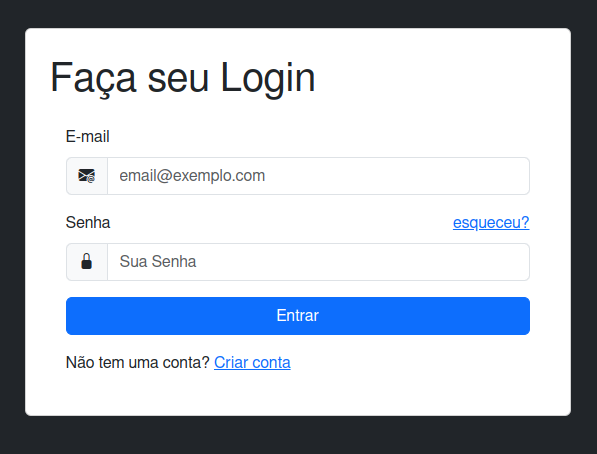 Faça seu Login
E-mail
email@exemplo.com
Senha esqueceu?
Sua Senha
Entrar
Não tem uma conta? Criar conta